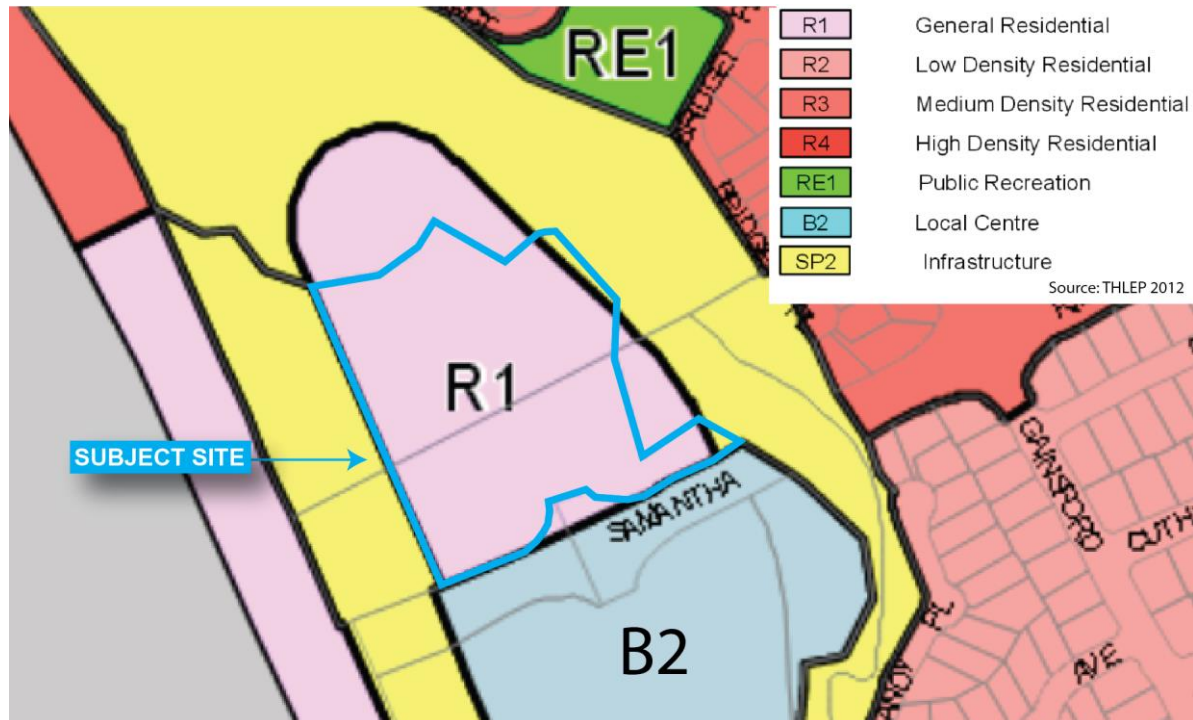 RE1
R1 General Residential
R2 Low Density Residential
R3 Medium Density Residential
R4 High Density Residential
RE1 Public Recreation
B2 Local Centre
SP2 Infrastructure
Source: THLEP 2012
R1
SUBJECT SITE
SAMANTHA
B2
GAINSBORO
AVE
PL